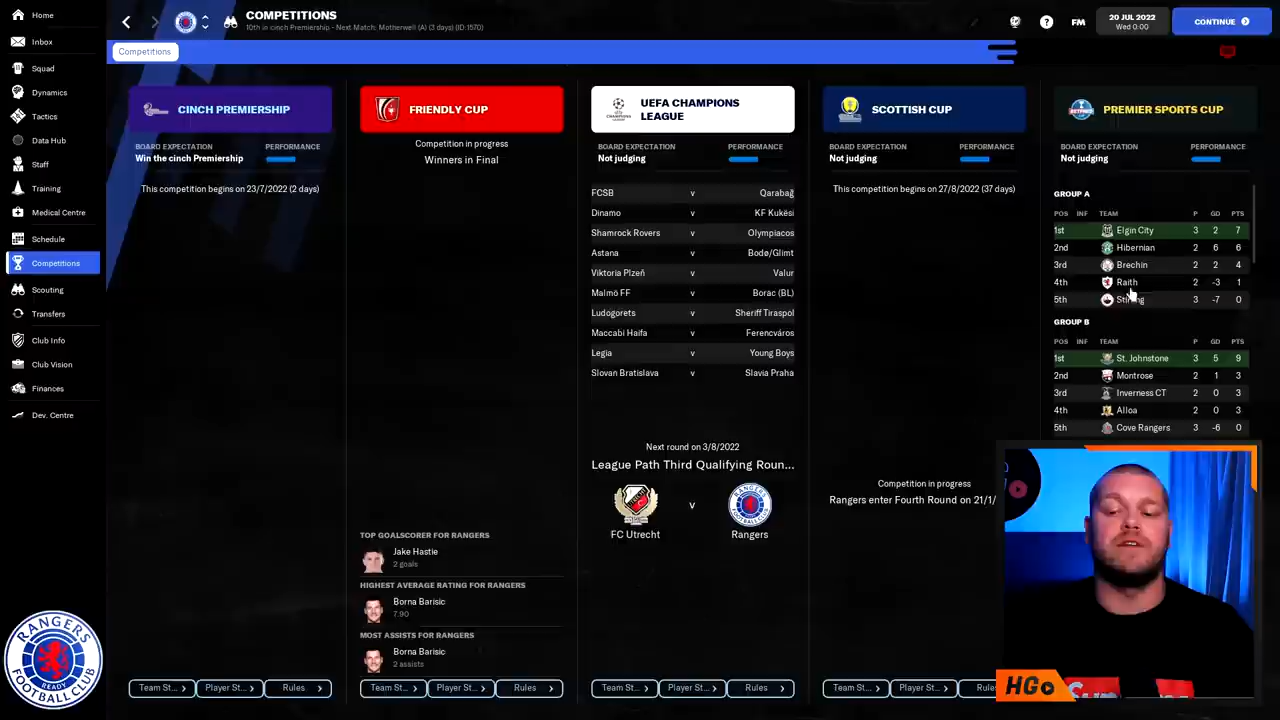 Home
Inbox
Squad
Dynamics
Tactics
Data Hub
Staff
Training
Medical Centre
Schedule
Competitions
Scouting
Transfers
Club Info
Club Vision
Finances
Dev. Centre
COMPETITIONS
10th in cinch Premiership - Next Match: Motherwell (A) (3 days) (ID:1570)
FM
20 JUL 2022
Wed 0:00
CONTINUE
Competitions
CINCH PREMIERSHIP
BOARD EXPECTATION PERFORMANCE
Win the cinch Premiership
This competition begins on 23/7/2022 (2 days)
Team St... Player St... Rules
FRIENDLY CUP
Competition in progress
Winners in Final
TOP GOALSCORER FOR RANGERS
Jake Hastie
2 goals
HIGHEST AVERAGE RATING FOR RANGERS
Borna Barisic
7.90
MOST ASSISTS FOR RANGERS
Borna Barisic
2 assists
Team St... Player St... Rules
UEFA CHAMPIONS
LEAGUE
BOARD EXPECTATION PERFORMANCE
Not judging
FCSB v Qarabağ
Dinamo v KF Kukësi
Shamrock Rovers v Olympiacos
Astana v Bodø/Glimt
Viktoria Plzeň v Valur
Malmö FF v Borac (BL)
Ludogorets v Sheriff Tiraspol
Maccabi Haifa v Ferencváros
Legia v Young Boys
Slovan Bratislava v Slavia Praha
Next round on 3/8/2022
League Path Third Qualifying Roun...
v
FC Utrecht Rangers
Team St... Player St... Rules
SCOTTISH CUP
BOARD EXPECTATION PERFORMANCE
Not judging
This competition begins on 27/8/2022 (37 days)
Competition in progress
Rangers enter Fourth Round on 21/1/
Team St... Player St... Rules
PREMIER SPORTS CUP
BOARD EXPECTATION PERFORMANCE
Not judging
GROUP A
POS INF TEAM P GD PTS
1st Elgin City 3 2 7
2nd Hibernian 2 6 6
3rd Brechin 2 2 4
4th Raith 2 -3 1
5th Stirling 3 -7 0
GROUP B
POS INF TEAM P GD PTS
1st St. Johnstone 3 5 9
2nd Montrose 2 1 3
3rd Inverness CT 2 0 3
4th Alloa 2 0 3
5th Cove Rangers 3 -6 0
RANGERS
READY
FOOTBALL CLUB
HGo